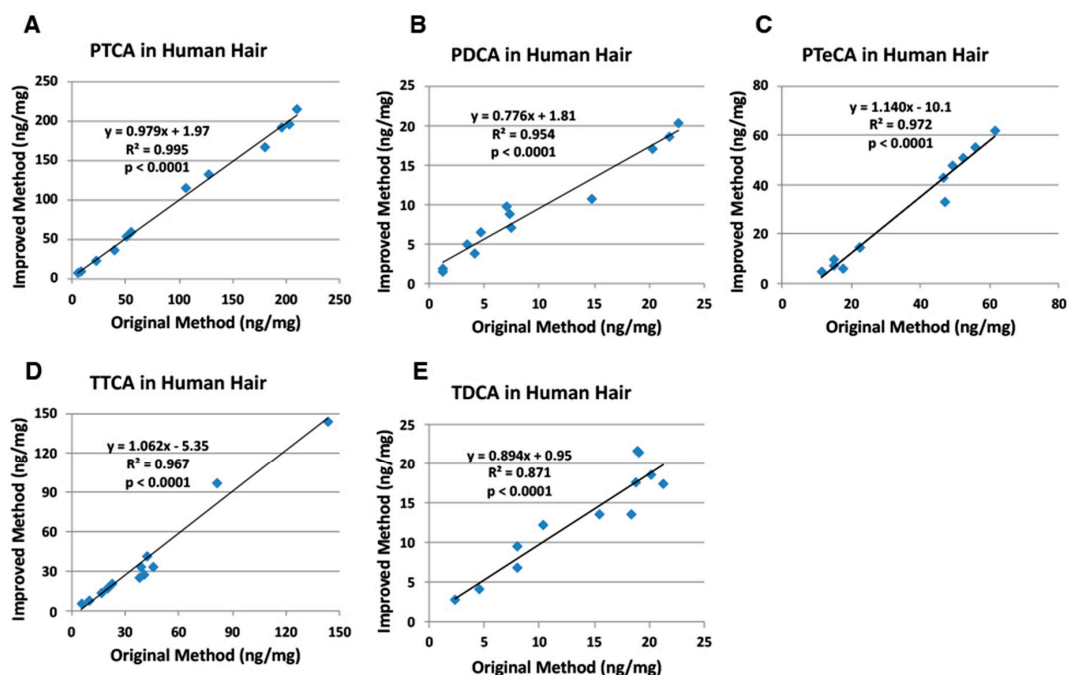 A
PTCA in Human Hair
250
200
150
100
50
0
y = 0.979x + 1.97
R² = 0.995
p < 0.0001
0 50 100 150 200 250
Original Method (ng/mg)
Improved Method (ng/mg)
B
PDCA in Human Hair
25
20
15
10
5
0
y = 0.776x + 1.81
R² = 0.954
p < 0.0001
0 5 10 15 20 25
Original Method (ng/mg)
Improved Method (ng/mg)
C
PTeCA in Human Hair
80
60
40
20
0
y = 1.140x - 10.1
R² = 0.972
p < 0.0001
0 20 40 60 80
Original Method (ng/mg)
Improved Method (ng/mg)
D
TTCA in Human Hair
150
120
90
60
30
0
y = 1.062x - 5.35
R² = 0.967
p < 0.0001
0 30 60 90 120 150
Original Method (ng/mg)
Improved Method (ng/mg)
E
TDCA in Human Hair
25
20
15
10
5
0
y = 0.894x + 0.95
R² = 0.871
p < 0.0001
0 5 10 15 20 25
Original Method (ng/mg)
Improved Method (ng/mg)